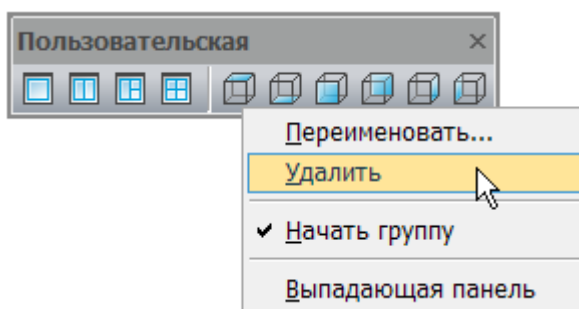 Пользовательская
Переименовать...
Удалить
Начать группу
Выпадающая панель